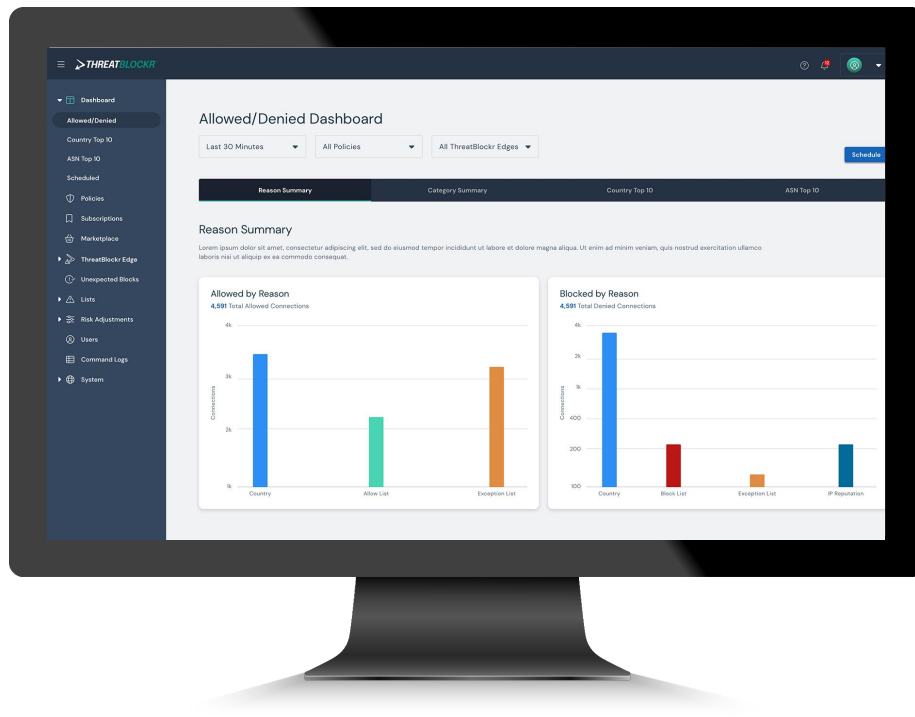 THREATBLOCKR
10
Dashboard
Allowed/Denied
Country Top 10
ASN Top 10
Scheduled
Policies
Subscriptions
Marketplace
ThreatBlockr Edge
Unexpected Blocks
Lists
Risk Adjustments
Users
Command Logs
System
Allowed/Denied Dashboard
Last 30 Minutes
All Policies
All ThreatBlockr Edges
Schedule
Reason Summary
Category Summary
Country Top 10
ASN Top 10
Reason Summary
Lorem ipsum dolor sit amet, consectetur adipiscing elit, sed do eiusmod tempor incididunt ut labore et dolore magna aliqua. Ut enim ad minim veniam, quis nostrud exercitation ullamco
laboris nisi ut aliquip ex ea commodo consequat.
Allowed by Reason
4,591 Total Allowed Connections
4k
3k
2k
1k
Connections
Country
Allow List
Exception List
Blocked by Reason
4,591 Total Denied Connections
4k
2k
1k
400
200
100
Connections
Country
Block List
Exception List
IP Reputation